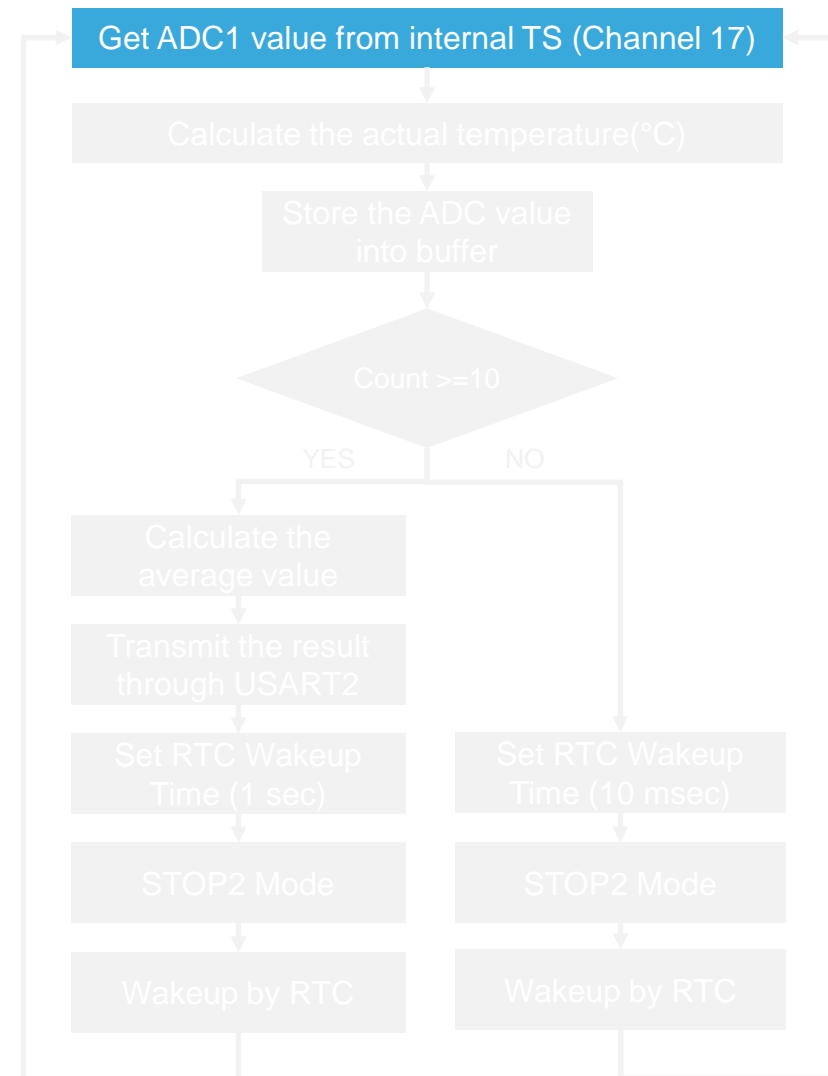 Get ADC1 value from internal TS (Channel 17)
Calculate the actual temperature(°C)
Store the ADC value
into buffer
Count >=10
YES
NO
Calculate the
average value
Transmit the result
through USART2
Set RTC Wakeup
Time (1 sec)
Set RTC Wakeup
Time (10 msec)
STOP2 Mode
STOP2 Mode
Wakeup by RTC
Wakeup by RTC